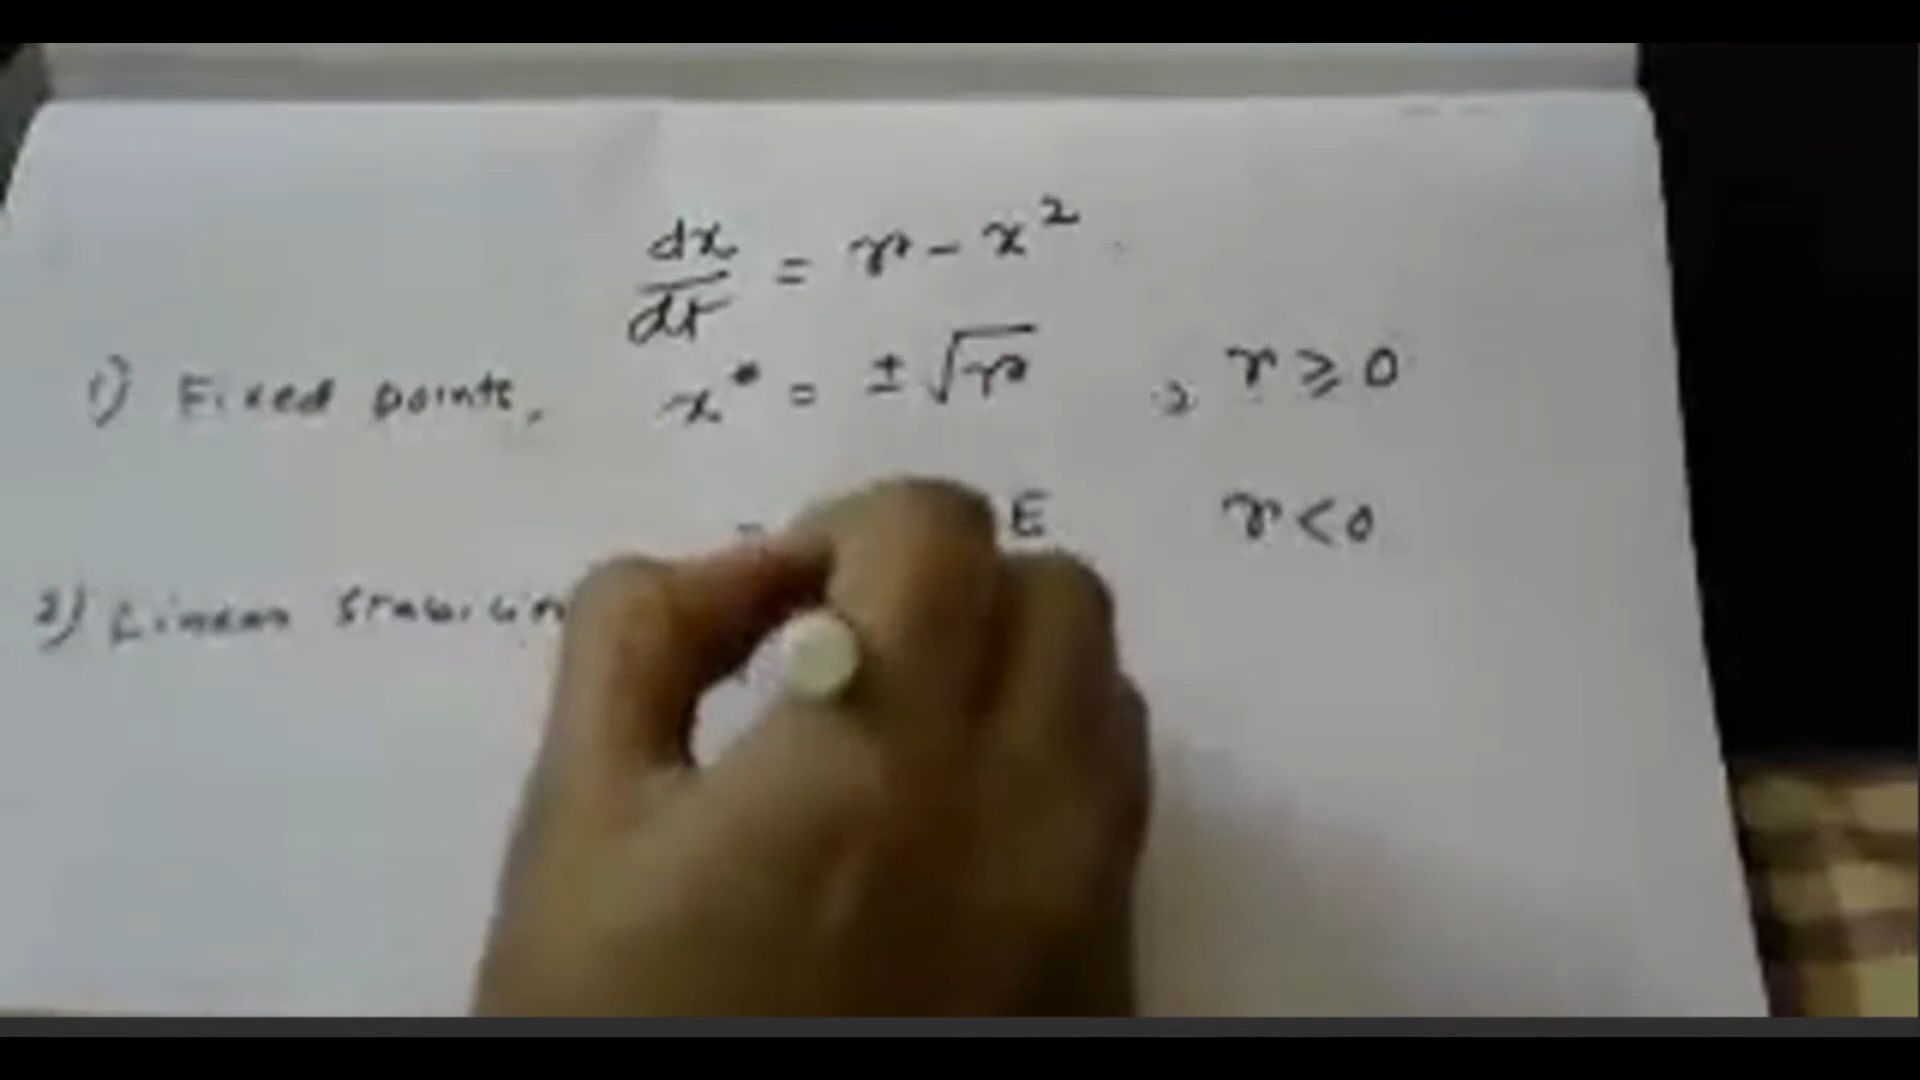 dx/dt = r - x²
1) Fixed points, x* = ± √r , r ⩾ 0
= E r < 0
2) Linear